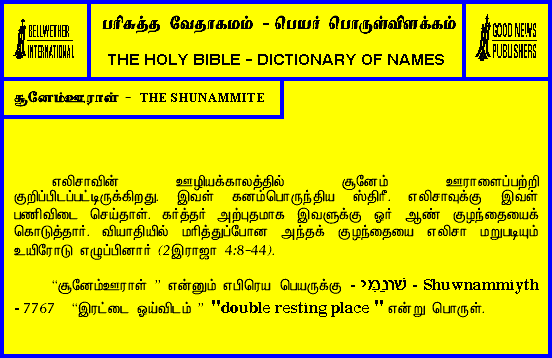 BELLWETHER
INTERNATIONAL
பரிசுத்த வேதாகமம் - பெயர் பொருள்விளக்கம்
THE HOLY BIBLE - DICTIONARY OF NAMES
GOOD NEWS
PUBLISHERS
சூனேம்ஊராள் - THE SHUNAMMITE
எலிசாவின் ஊழியக்காலத்தில் சூனேம் ஊராளைப்பற்றி
குறிப்பிடப்பட்டிருக்கிறது. இவள் கனம்பொருந்திய ஸ்திரீ. எலிசாவுக்கு இவள்
பணிவிடை செய்தாள். கர்த்தர் அற்புதமாக இவளுக்கு ஓர் ஆண் குழந்தையைக்
கொடுத்தார். வியாதியில் மரித்துப்போன அந்தக் குழந்தையை எலிசா மறுபடியும்
உயிரோடு எழுப்பினார் (2இராஜா 4:8-44).
“சூனேம்ஊராள் ” என்னும் எபிரெய பெயருக்கு - שׁוּנַמִּי - Shuwnammiyth
- 7767 “இரட்டை ஓய்விடம் ” "double resting place " என்று பொருள்.